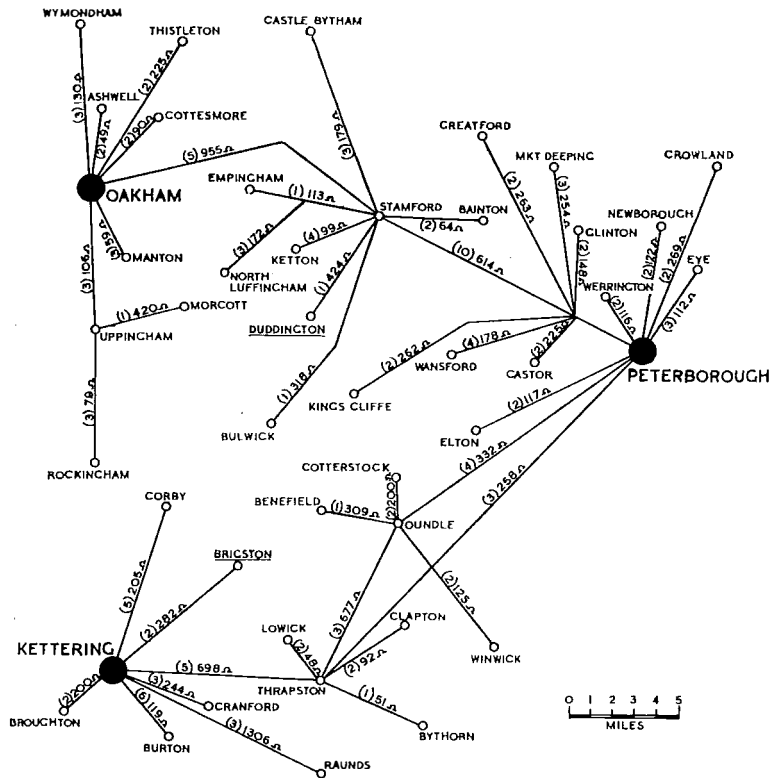 WYMONDHAM
THISTLETON
CASTLE BYTHAM
(3) 130Ω
(2) 225Ω
ASHWELL
(2) 49Ω
(2) 90Ω
COTTESMORE
(3) 179Ω
GREATFORD
MKT DEEPING
CROWLAND
(5) 955Ω
(2) 263Ω
(3) 254Ω
OAKHAM
EMPINGHAM
(1) 113Ω
STAMFORD
BAINTON
(2) 64Ω
CLINTON
NEWBOROUGH
(2) 122
(2) 269Ω
EYE
(3) 59Ω
MANTON
(3) 172Ω
NORTH
LUFFINGHAM
(4) 99Ω
KETTON
(1) 424Ω
(10) 614Ω
(2) 148Ω
WERRINGTON
(2) 116Ω
(3) 112Ω
(3) 106Ω
(1) 420Ω
MORCOTT
UPPINGHAM
DUDDINGTON
(2) 262Ω
(4) 178Ω
WANSFORD
(2) 225Ω
CASTOR
PETERBOROUGH
(1) 318Ω
KINGS CLIFFE
(2) 117Ω
ELTON
BULWICK
(3) 79Ω
ROCKINGHAM
COTTERSTOCK
(2) 200Ω
(4) 332Ω
(3) 258Ω
CORBY
BENEFIELD
(1) 309Ω
OUNDLE
BRICSTON
(5) 205Ω
(2) 282Ω
(3) 677Ω
(2) 125Ω
KETTERING
LOWICK
(2) 48Ω
CLAPTON
(2) 92Ω
WINWICK
(5) 698Ω
THRAPSTON
(2) 200Ω
BROUGHTON
(3) 244Ω
CRANFORD
(6) 119Ω
BURTON
(1) 51Ω
BYTHORN
(3) 1306Ω
RAUNDS
0 1 2 3 4 5
MILES